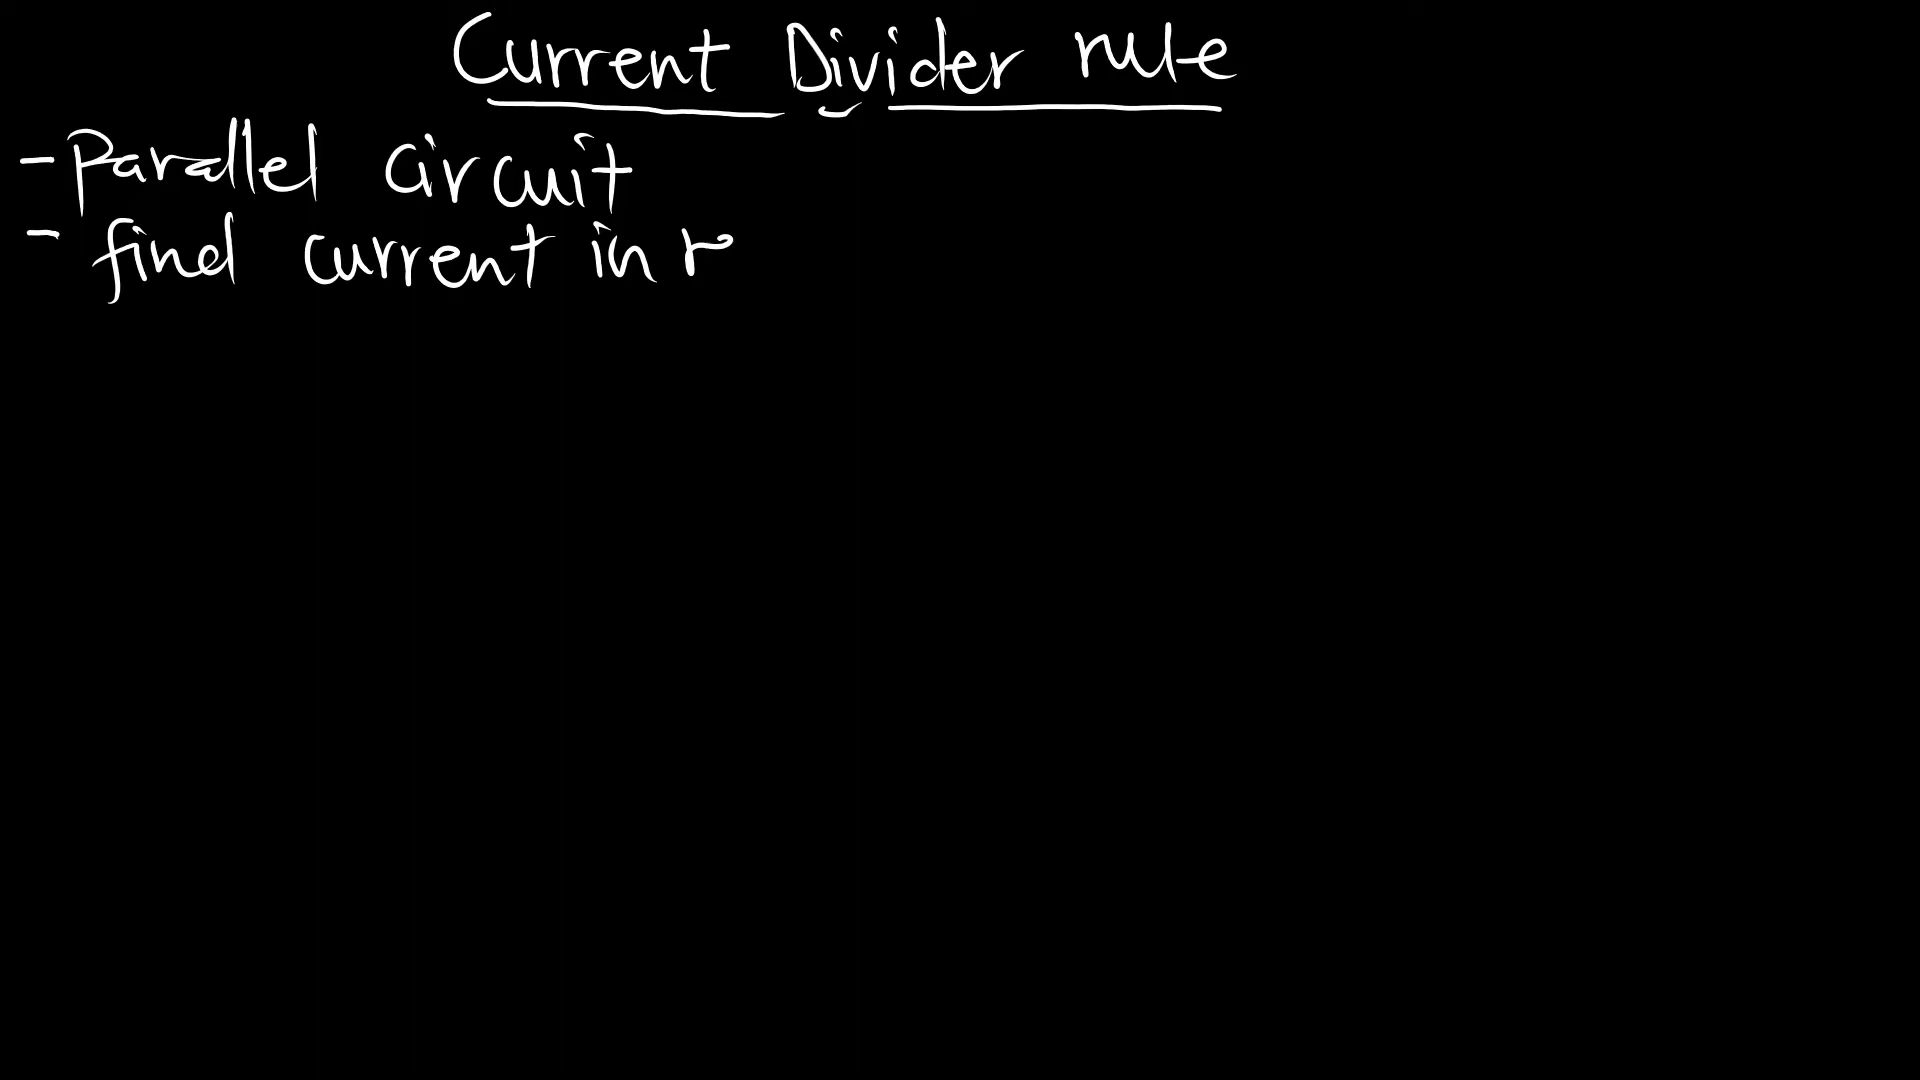 Current Divider rule
- Parallel circuit
- find current in r